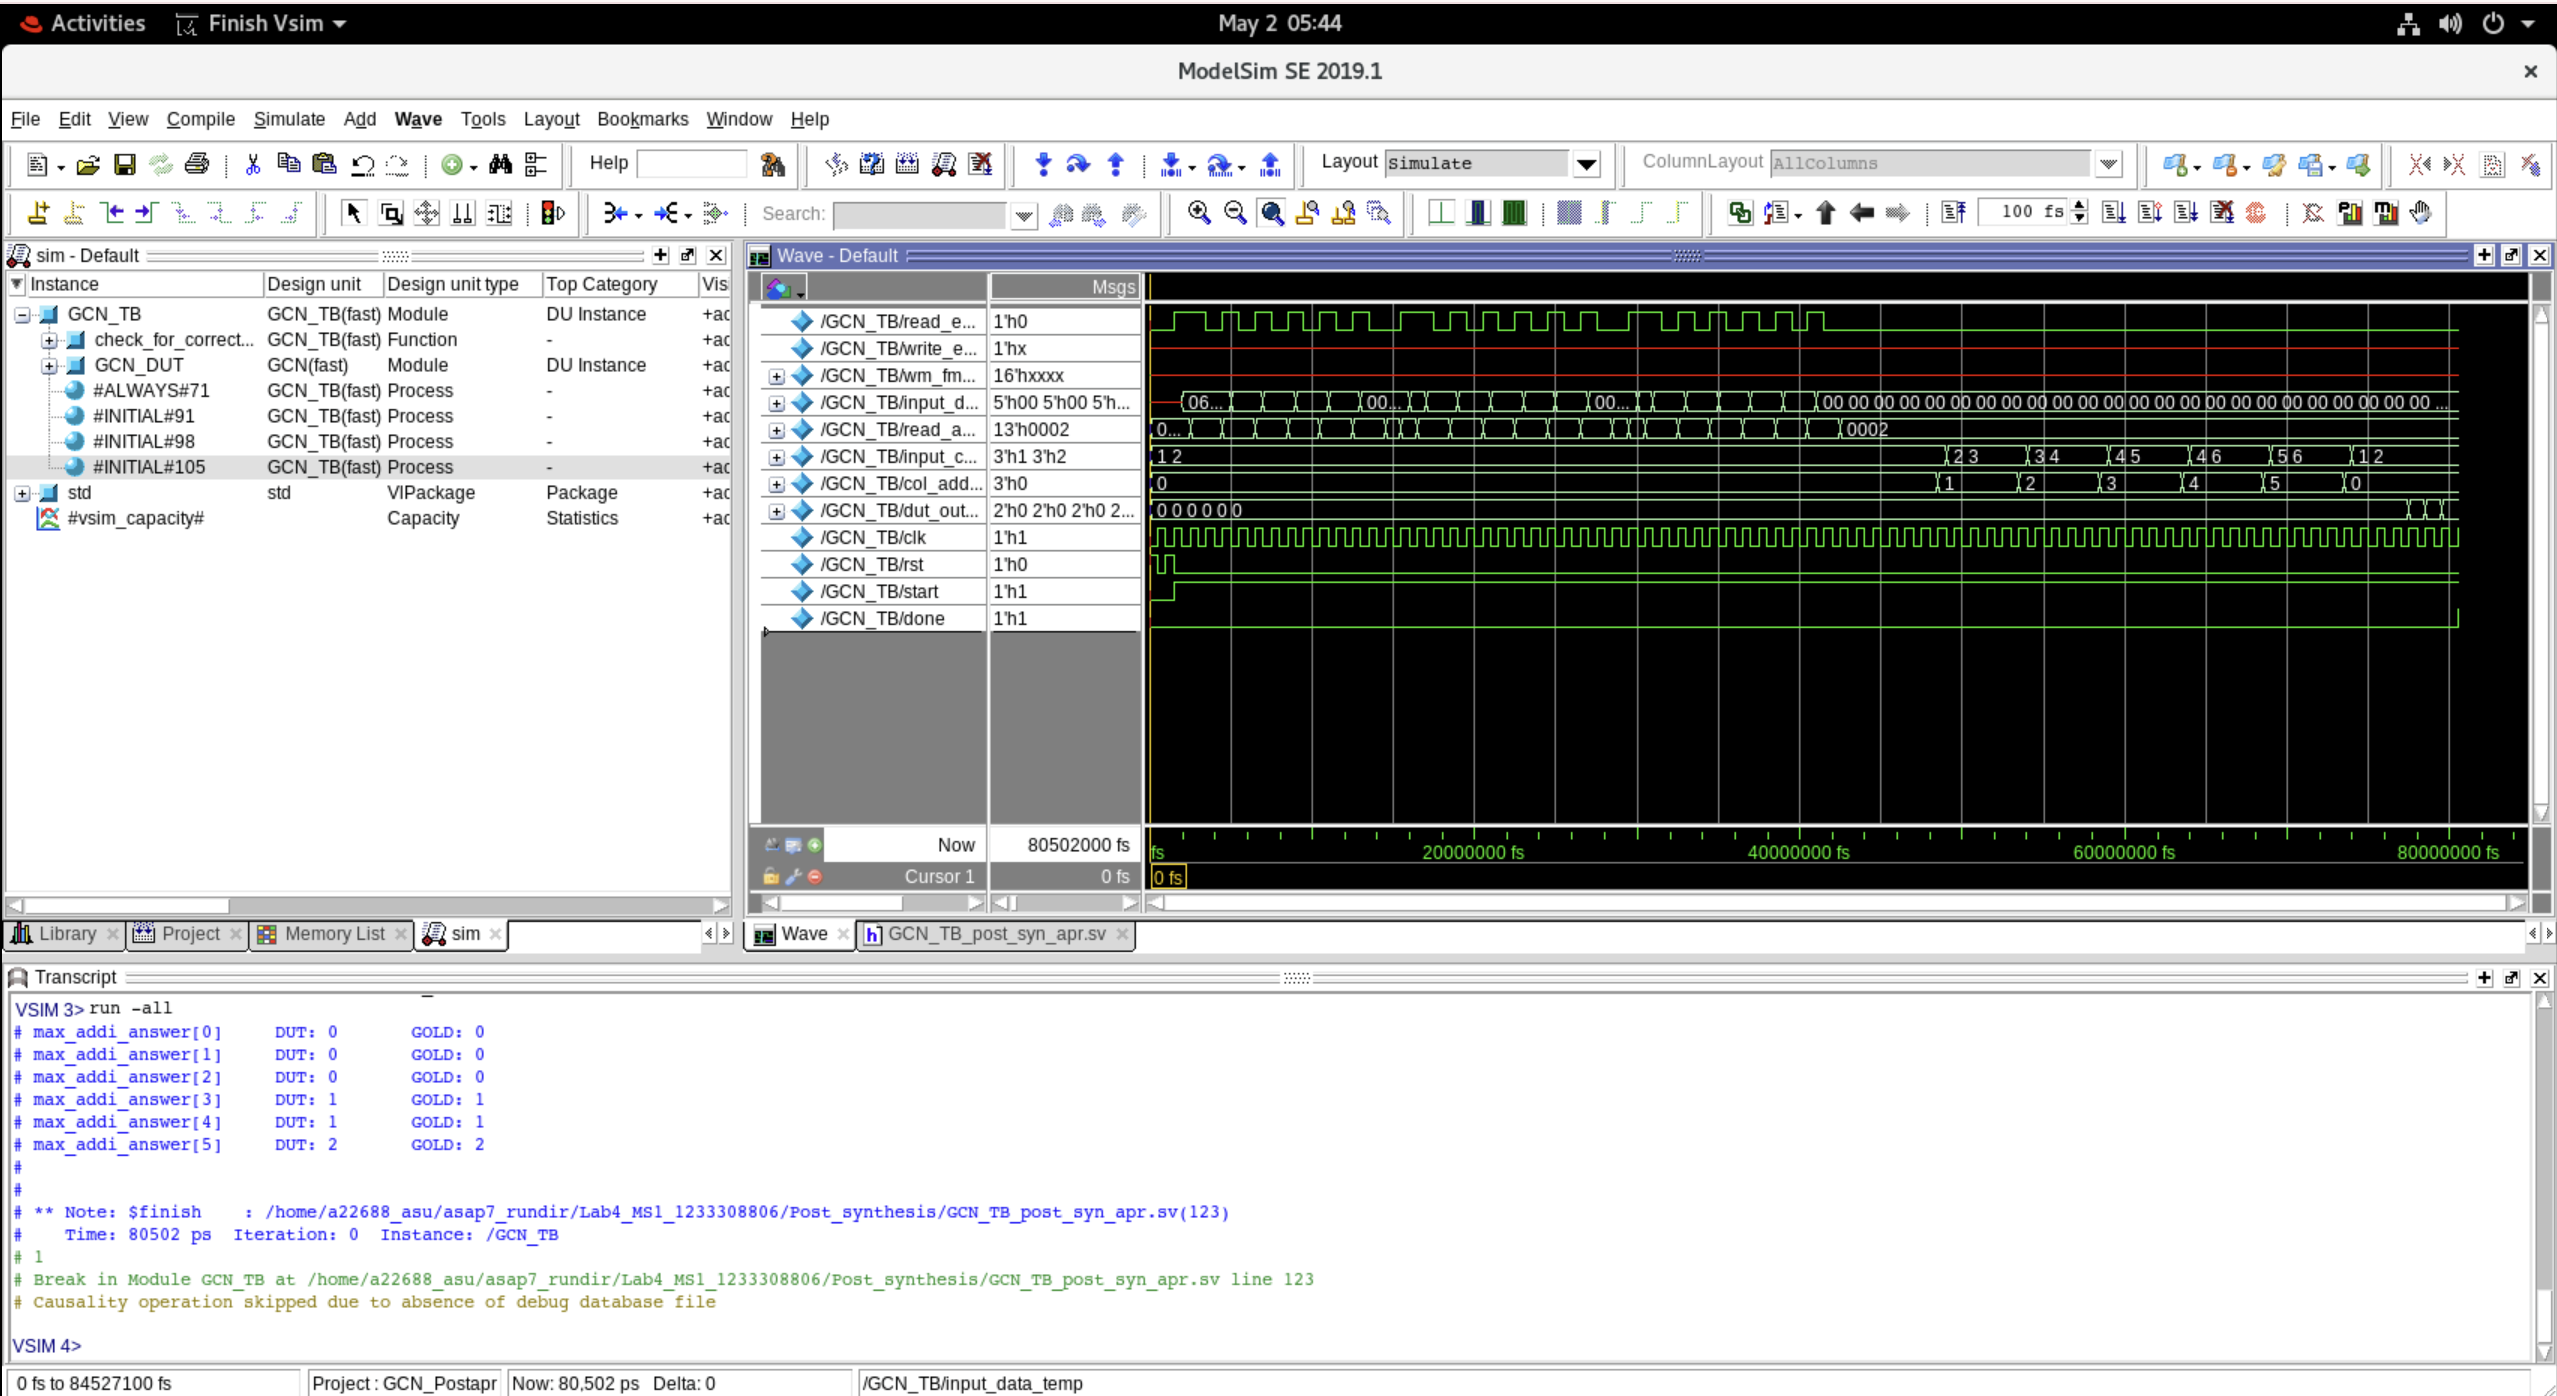 Activities Finish Vsim May 2 05:44
ModelSim SE 2019.1
File Edit View Compile Simulate Add Wave Tools Layout Bookmarks Window Help
Help Layout Simulate ColumnLayout AllColumns
Search: 100 fs
sim - Default
Instance Design unit Design unit type Top Category Vis
GCN_TB GCN_TB(fast) Module DU Instance +ac
check_for_correct... GCN_TB(fast) Function - +ac
GCN_DUT GCN(fast) Module DU Instance +ac
#ALWAYS#71 GCN_TB(fast) Process - +ac
#INITIAL#91 GCN_TB(fast) Process - +ac
#INITIAL#98 GCN_TB(fast) Process - +ac
#INITIAL#105 GCN_TB(fast) Process - +ac
std std VIPackage Package +ac
#vsim_capacity# Capacity Statistics +ac
Wave - Default
Msgs
/GCN_TB/read_e... 1'h0
/GCN_TB/write_e... 1'hx
/GCN_TB/wm_fm... 16'hxxxx
/GCN_TB/input_d... 5'h00 5'h00 5'h... 06... 00... 00... 00 00 00 00 00 00 00 00 00 00 00 00 00 00 00 00 00 00 00 00 00 00 00 00 ...
/GCN_TB/read_a... 13'h0002 0... 0002
/GCN_TB/input_c... 3'h1 3'h2 1 2 2 3 3 4 4 5 4 6 5 6 1 2
/GCN_TB/col_add... 3'h0 0 1 2 3 4 5 0
/GCN_TB/dut_out... 2'h0 2'h0 2'h0 2... 0 0 0 0 0 0
/GCN_TB/clk 1'h1
/GCN_TB/rst 1'h0
/GCN_TB/start 1'h1
/GCN_TB/done 1'h1
Now 80502000 fs fs 20000000 fs 40000000 fs 60000000 fs 80000000 fs
Cursor 1 0 fs 0 fs
Library Project Memory List sim Wave GCN_TB_post_syn_apr.sv
Transcript
VSIM 3> run -all
# max_addi_answer[0] DUT: 0 GOLD: 0
# max_addi_answer[1] DUT: 0 GOLD: 0
# max_addi_answer[2] DUT: 0 GOLD: 0
# max_addi_answer[3] DUT: 1 GOLD: 1
# max_addi_answer[4] DUT: 1 GOLD: 1
# max_addi_answer[5] DUT: 2 GOLD: 2
#
#
# ** Note: $finish : /home/a22688_asu/asap7_rundir/Lab4_MS1_1233308806/Post_synthesis/GCN_TB_post_syn_apr.sv(123)
# Time: 80502 ps Iteration: 0 Instance: /GCN_TB
# 1
# Break in Module GCN_TB at /home/a22688_asu/asap7_rundir/Lab4_MS1_1233308806/Post_synthesis/GCN_TB_post_syn_apr.sv line 123
# Causality operation skipped due to absence of debug database file
VSIM 4>
0 fs to 84527100 fs Project : GCN_Postapr Now: 80,502 ps Delta: 0 /GCN_TB/input_data_temp